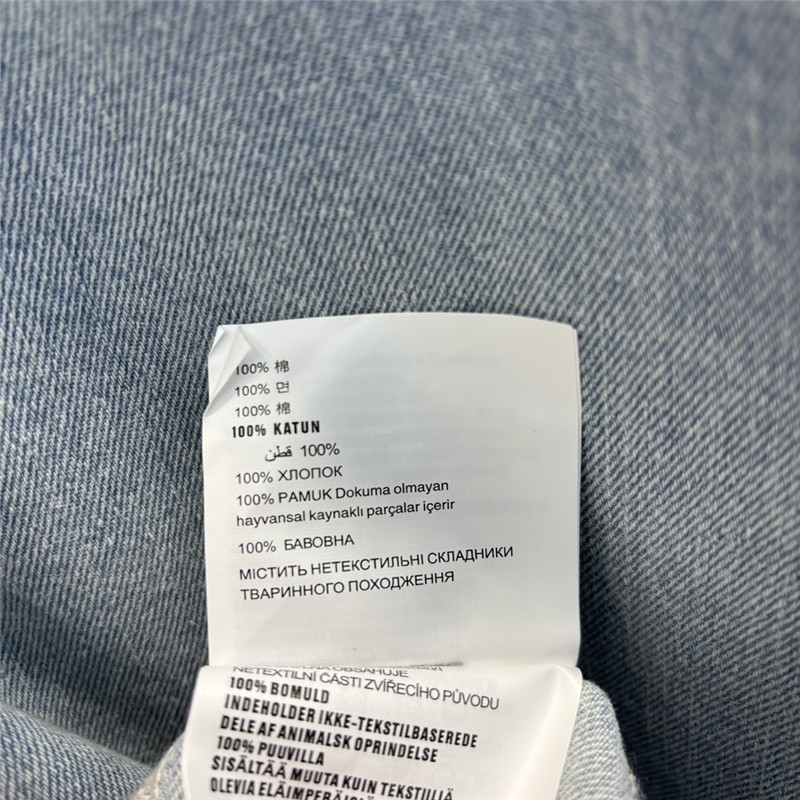 100% 棉
100% 면
100% 棉
100% KATUN
100% قطن
100% ХЛОПОК
100% PAMUK Dokuma olmayan
hayvansal kaynaklı parçalar içerir
100% БАВОВНА
МІСТИТЬ НЕТЕКСТИЛЬНІ СКЛАДНИКИ
ТВАРИННОГО ПОХОДЖЕННЯ
OBSAHUJE
NETEXTILNÍ ČÁSTI ZVÍŘECÍHO PŮVODU
100% BOMULD
INDEHOLDER IKKE-TEKSTILBASEREDE
DELE AF ANIMALSK OPRINDELSE
100% PUUVILLA
SISÄLTÄÄ MUUTA KUIN TEKSTIILIÄ
OLEVIA